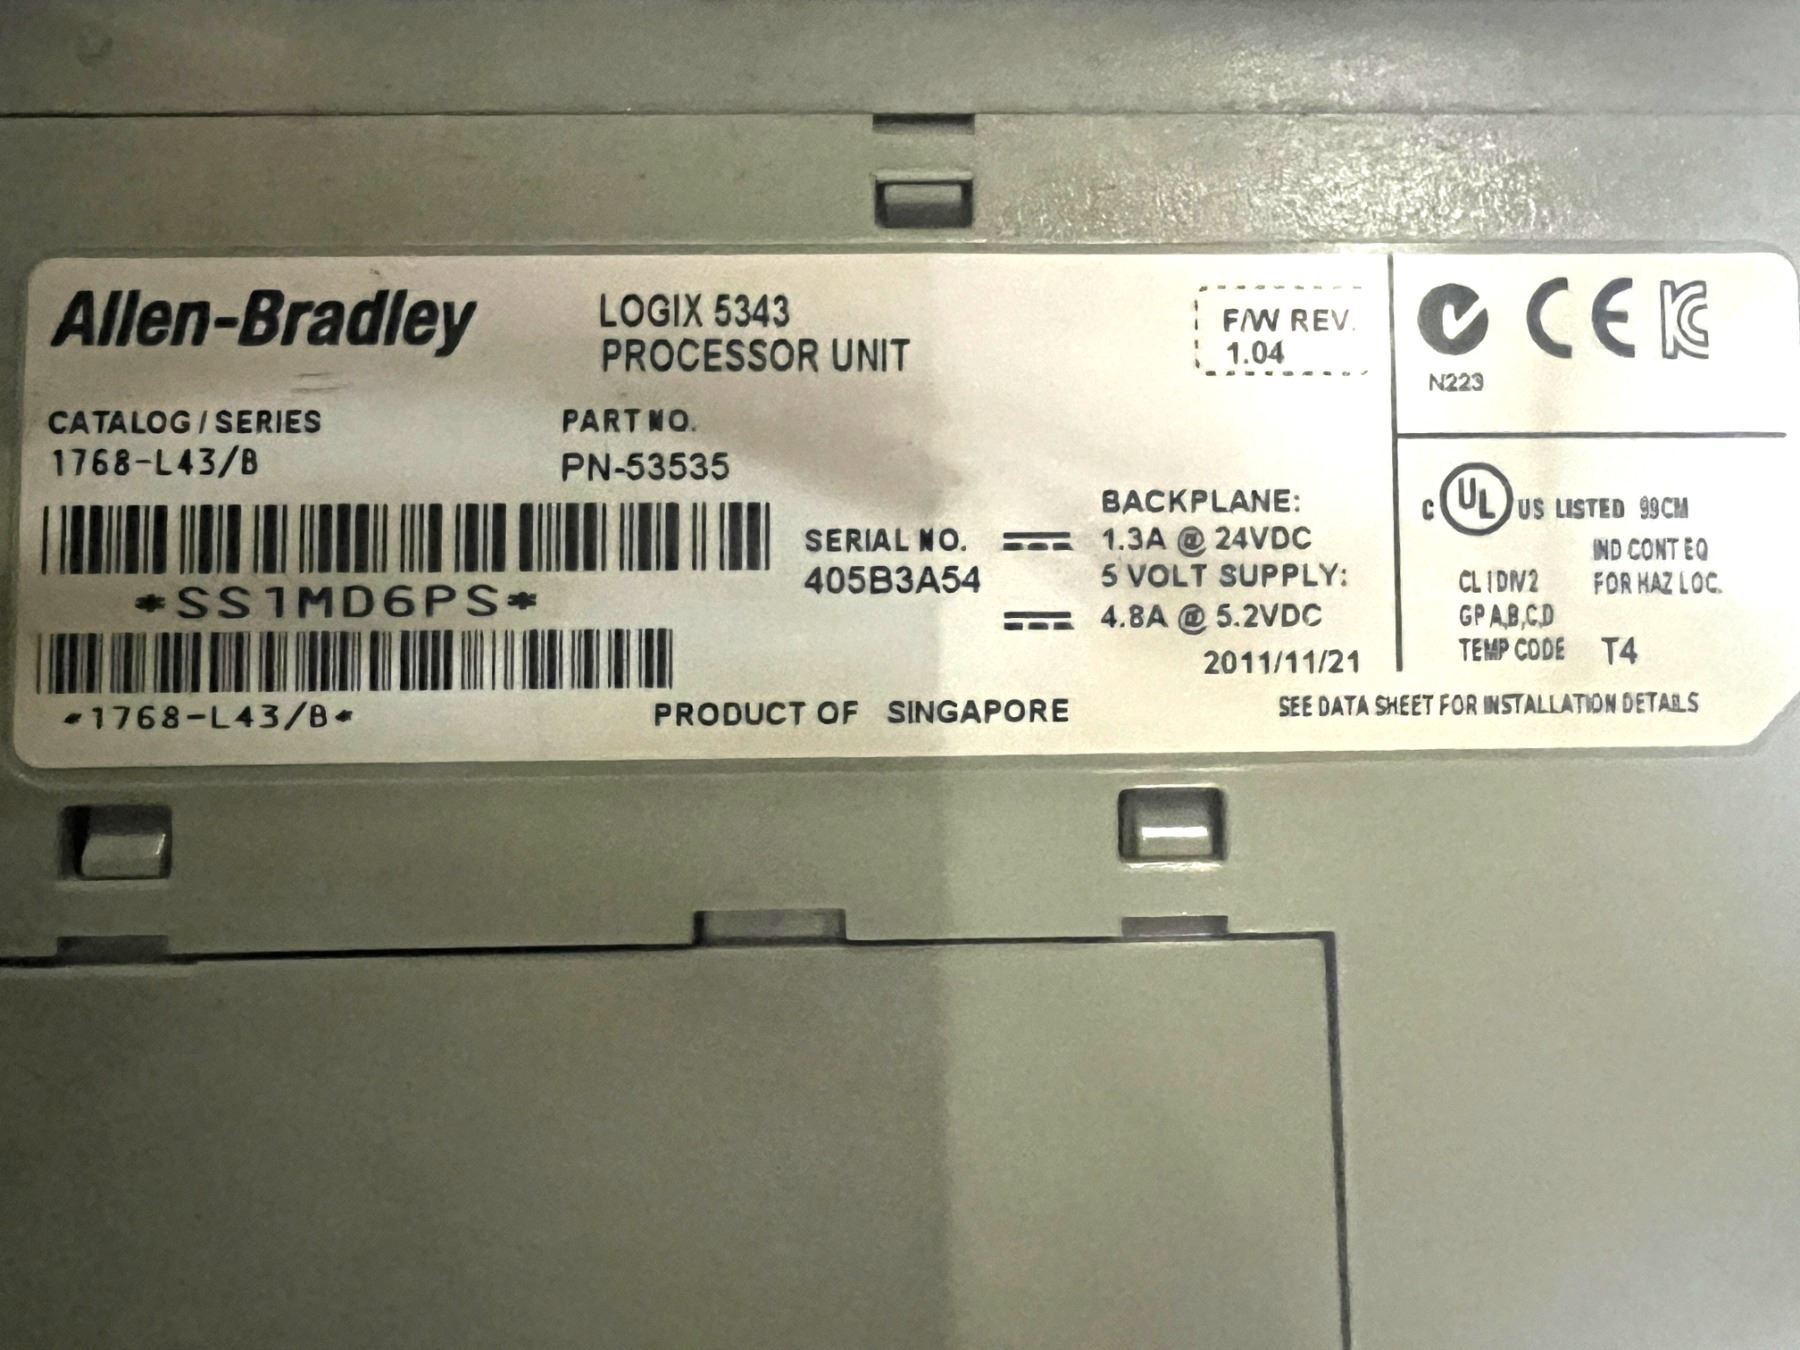 Allen-Bradley
LOGIX 5343
PROCESSOR UNIT
F/W REV.
1.04
N223
CE
CATALOG / SERIES
1768-L43/B
PART NO.
PN-53535
*SS1MD6PS*
*1768-L43/B*
SERIAL NO.
405B3A54
BACKPLANE:
1.3A @ 24VDC
5 VOLT SUPPLY:
4.8A @ 5.2VDC
2011/11/21
PRODUCT OF SINGAPORE
C UL US LISTED 99CM
IND CONT EQ
FOR HAZ LOC.
CL I DIV 2
GP A,B,C,D
TEMP CODE T4
SEE DATA SHEET FOR INSTALLATION DETAILS